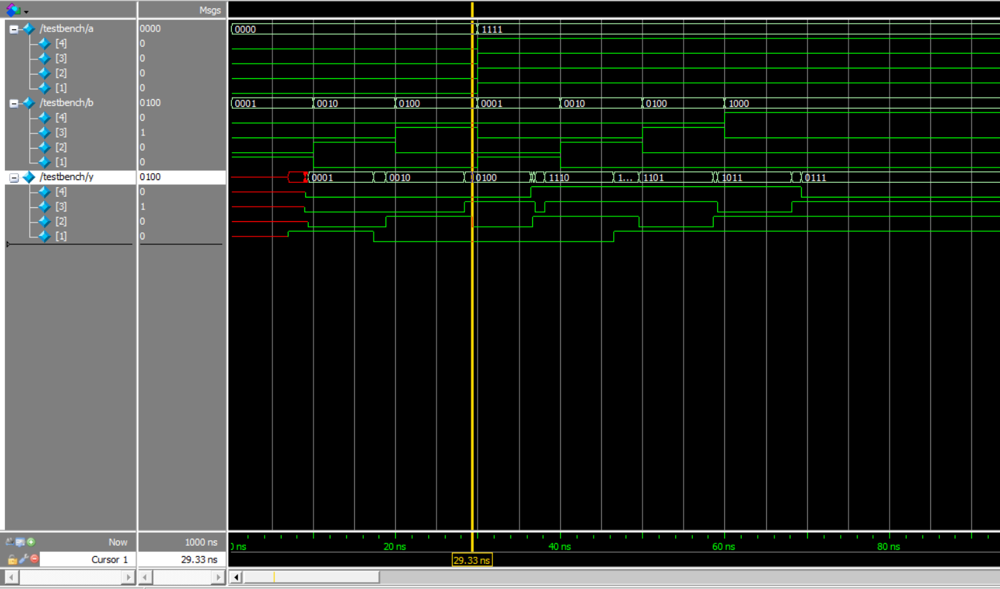 Msgs
/testbench/a 0000 0000 1111
[4] 0
[3] 0
[2] 0
[1] 0
/testbench/b 0100 0001 0010 0100 0001 0010 0100 1000
[4] 0
[3] 1
[2] 0
[1] 0
/testbench/y 0100 0001 0010 0100 1110 1... 1101 1011 0111
[4] 0
[3] 1
[2] 0
[1] 0
Now 1000 ns ns 20 ns 40 ns 60 ns 80 ns
Cursor 1 29.33 ns 29.33 ns